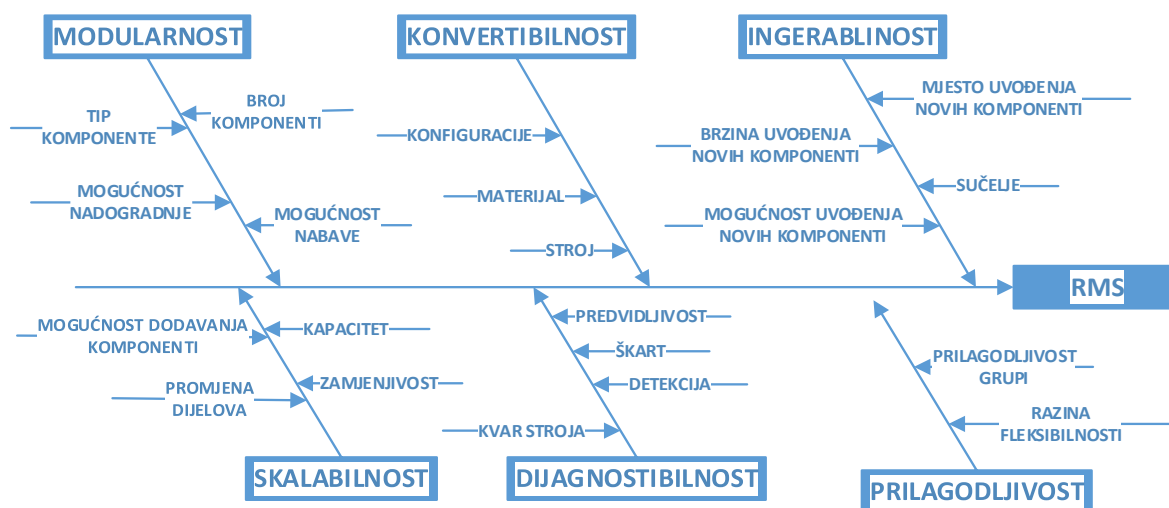 MODULARNOST
KONVERTIBILNOST
INGERABLINOST
BROJ
KOMPONENTI
TIP
KOMPONENTE
MOGUĆNOST
NADOGRADNJE
MOGUĆNOST
NABAVE
KONFIGURACIJE
MATERIJAL
STROJ
MJESTO UVOĐENJA
NOVIH KOMPONENTI
BRZINA UVOĐENJA
NOVIH KOMPONENTI
SUČELJE
MOGUĆNOST UVOĐENJA
NOVIH KOMPONENTI
RMS
MOGUĆNOST DODAVANJA
KOMPONENTI
KAPACITET
ZAMJENJIVOST
PROMJENA
DIJELOVA
PREDVIDLJIVOST
ŠKART
DETEKCIJA
KVAR STROJA
PRILAGODLJIVOST
GRUPI
RAZINA
FLEKSIBILNOSTI
SKALABILNOST
DIJAGNOSTIBILNOST
PRILAGODLJIVOST